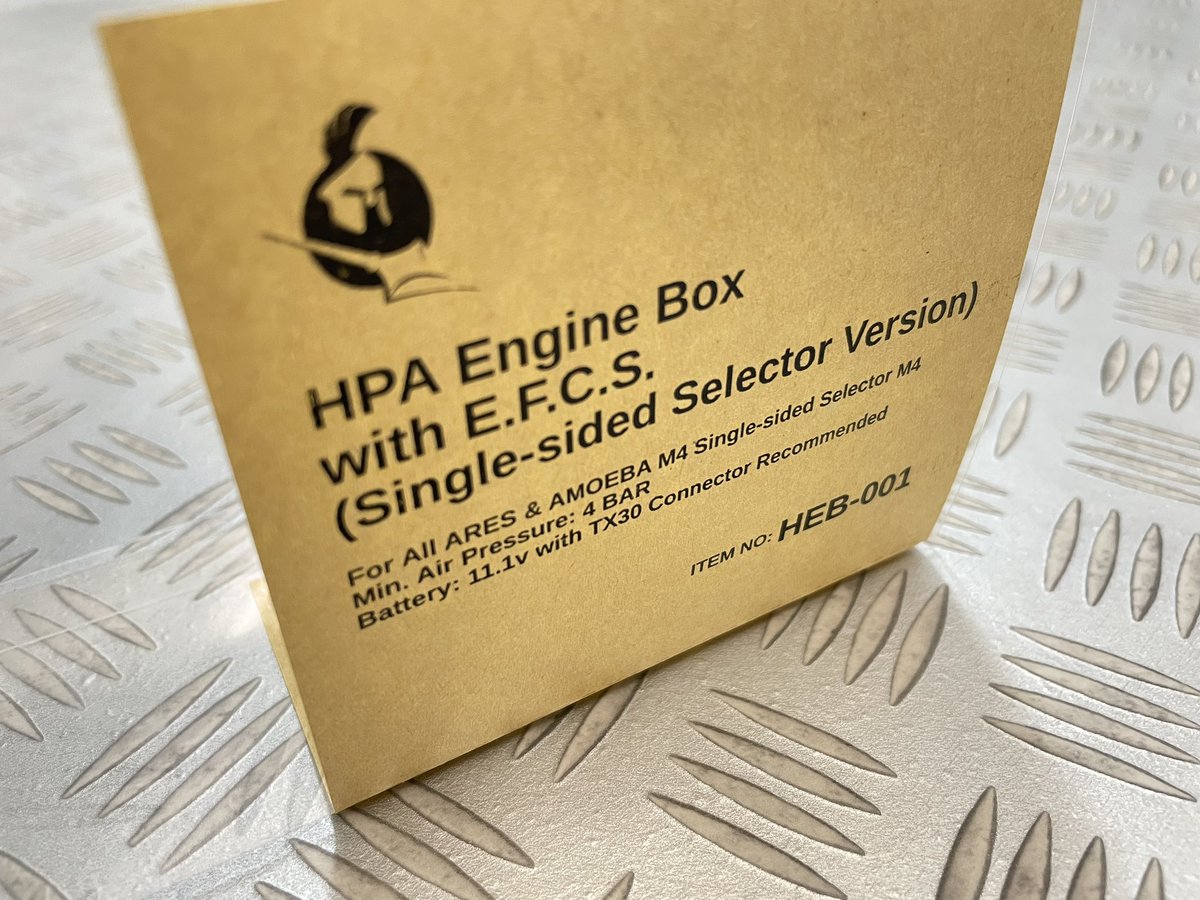 HPA Engine Box
with E.F.C.S.
(Single-sided Selector Version)
For All ARES & AMOEBA M4 Single-sided Selector M4
Min. Air Pressure: 4 BAR
Battery: 11.1v with TX30 Connector Recommended
ITEM NO: HEB-001